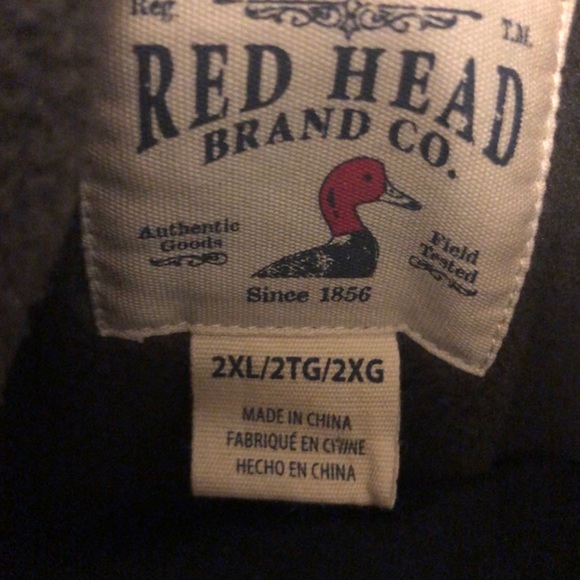 Reg.
T.M.
RED HEAD
BRAND CO.
Authentic
Goods
Field
Tested
Since 1856
2XL/2TG/2XG
MADE IN CHINA
FABRIQUÉ EN CHINE
HECHO EN CHINA